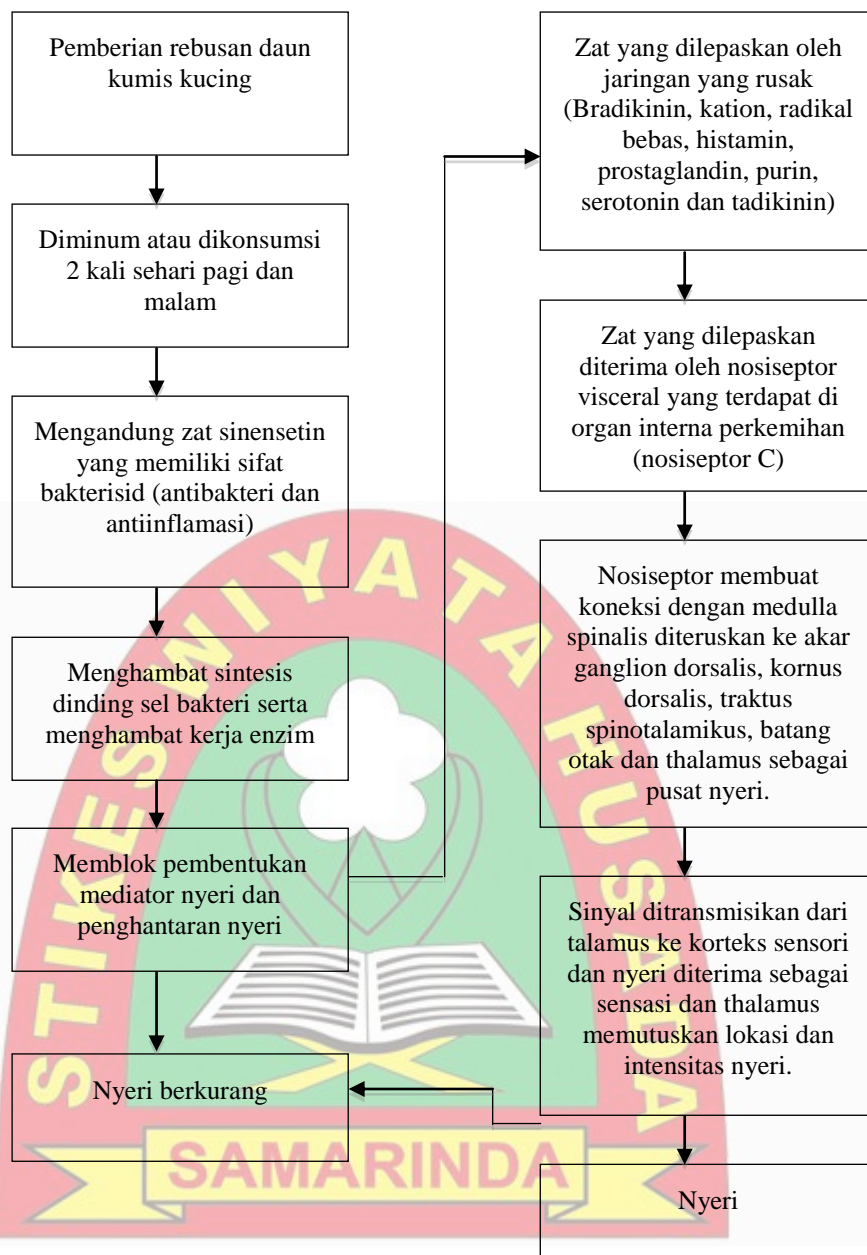 Pemberian rebusan daun
kumis kucing
Diminum atau dikonsumsi
2 kali sehari pagi dan
malam
Mengandung zat sinensetin
yang memiliki sifat
bakterisid (antibakteri dan
antiinflamasi)
Menghambat sintesis
dinding sel bakteri serta
menghambat kerja enzim
Memblok pembentukan
mediator nyeri dan
penghantaran nyeri
Nyeri berkurang
Zat yang dilepaskan oleh
jaringan yang rusak
(Bradikinin, kation, radikal
bebas, histamin,
prostaglandin, purin,
serotonin dan tadikinin)
Zat yang dilepaskan
diterima oleh nosiseptor
visceral yang terdapat di
organ interna perkemihan
(nosiseptor C)
Nosiseptor membuat
koneksi dengan medulla
spinalis diteruskan ke akar
ganglion dorsalis, kornus
dorsalis, traktus
spinotalamikus, batang
otak dan thalamus sebagai
pusat nyeri.
Sinyal ditransmisikan dari
talamus ke korteks sensori
dan nyeri diterima sebagai
sensasi dan thalamus
memutuskan lokasi dan
intensitas nyeri.
Nyeri
STIKES WIYATA HUSADA
SAMARINDA